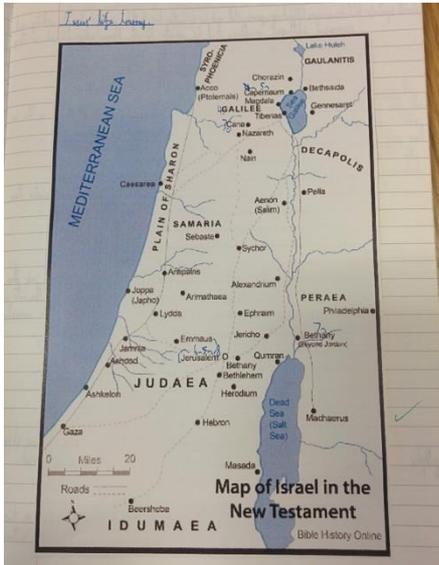 Lake Huleh
SYRO-
PHOENICIA
GAULANITIS
Chorazin
Acco
(Ptolemais)
Capernaum
Bethsaida
Magdala
Sea
GALILEE
Gennesaret
Tiberias
Cana
Nazareth
MEDITERRANEAN SEA
Nain
DECAPOLIS
Caesarea
Pella
PLAIN OF SHARON
Aenon
(Salim)
SAMARIA
Sebaste
Sychor
Antipatris
Alexandrium
Joppa
(Japho)
Arimathaea
PERAEA
Lydda
Ephraim
Philadelphia
Jericho
Bethany
(Beyond Jordan)
Emmaus
Jamnia
Jerusalem
Qumran
Ashdod
Bethany
Bethlehem
JUDAEA
Herodium
Ashkelon
Dead
Sea
(Salt
Sea)
Machaerus
Gaza
Hebron
0 Miles 20
Masada
Roads
Map of Israel in the
New Testament
Beersheba
IDUMAEA
Bible History Online